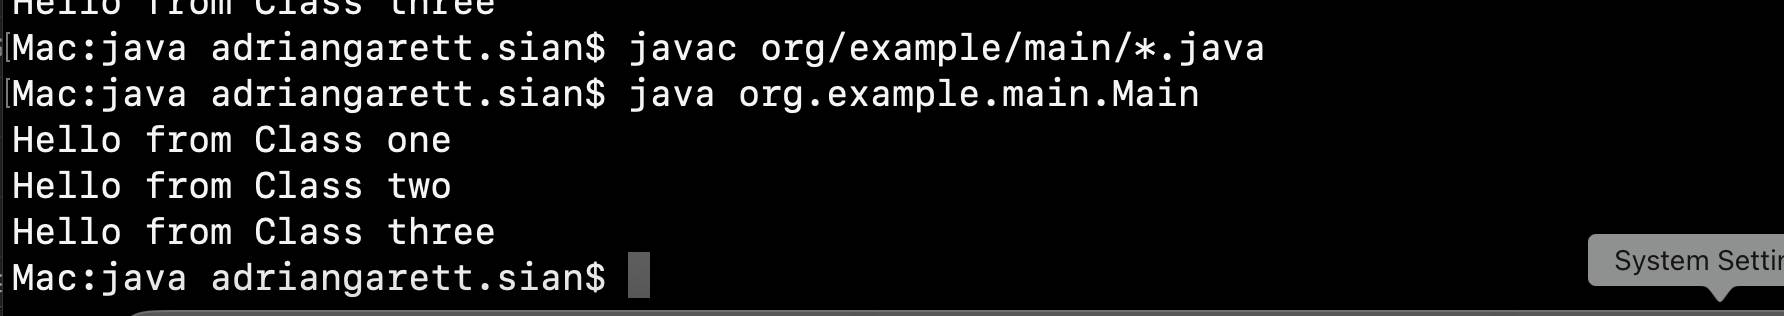 Hello from Class three
Mac:java adriangarett.sian$ javac org/example/main/*.java
Mac:java adriangarett.sian$ java org.example.main.Main
Hello from Class one
Hello from Class two
Hello from Class three
Mac:java adriangarett.sian$
System